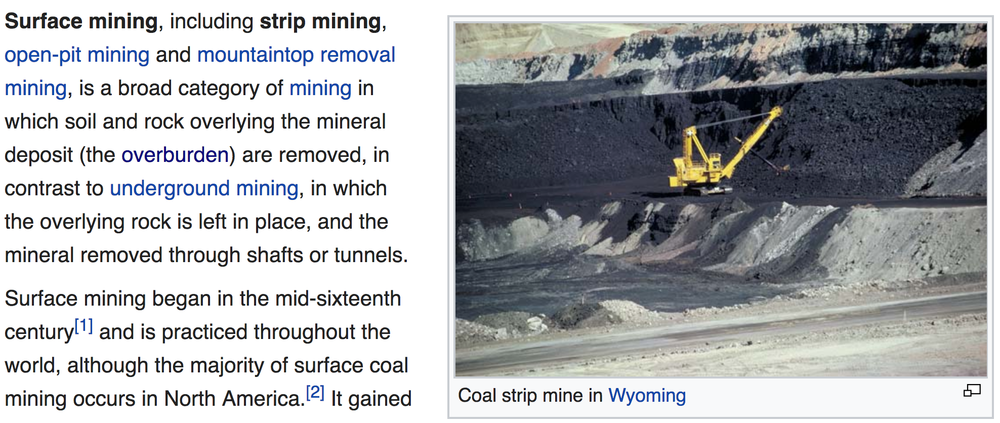 Surface mining, including strip mining,
open-pit mining and mountaintop removal
mining, is a broad category of mining in
which soil and rock overlying the mineral
deposit (the overburden) are removed, in
contrast to underground mining, in which
the overlying rock is left in place, and the
mineral removed through shafts or tunnels.
Surface mining began in the mid-sixteenth
century[1] and is practiced throughout the
world, although the majority of surface coal
mining occurs in North America.[2] It gained
Coal strip mine in Wyoming